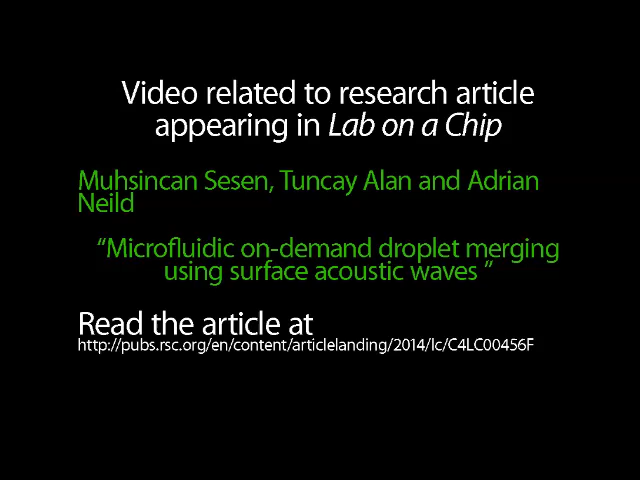 Video related to research article
appearing in Lab on a Chip
Muhsincan Sesen, Tuncay Alan and Adrian
Neild
“Microfluidic on-demand droplet merging
using surface acoustic waves ”
Read the article at
http://pubs.rsc.org/en/content/articlelanding/2014/lc/C4LC00456F